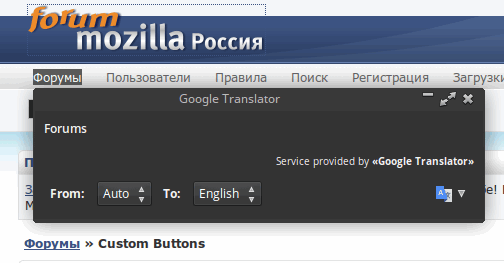 forum
mozilla Россия
Форумы Пользователи Правила Поиск Регистрация Загрузки
Google Translator
Forums
Service provided by «Google Translator»
From: Auto To: English
Форумы » Custom Buttons